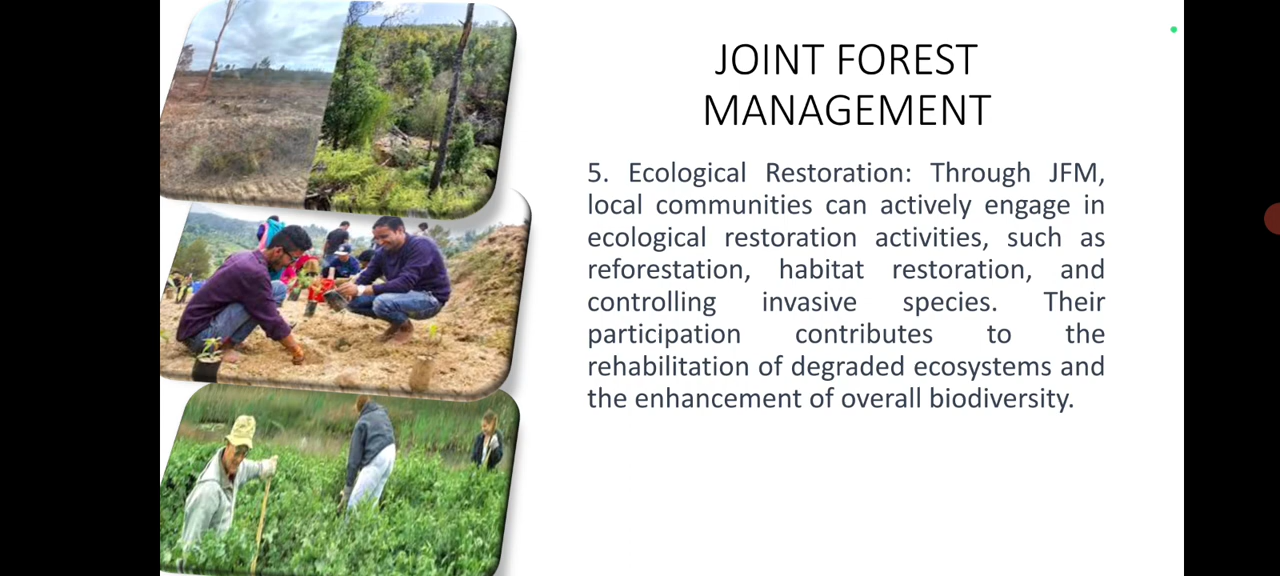 JOINT FOREST
MANAGEMENT
5. Ecological Restoration: Through JFM,
local communities can actively engage in
ecological restoration activities, such as
reforestation, habitat restoration, and
controlling invasive species. Their
participation contributes to the
rehabilitation of degraded ecosystems and
the enhancement of overall biodiversity.